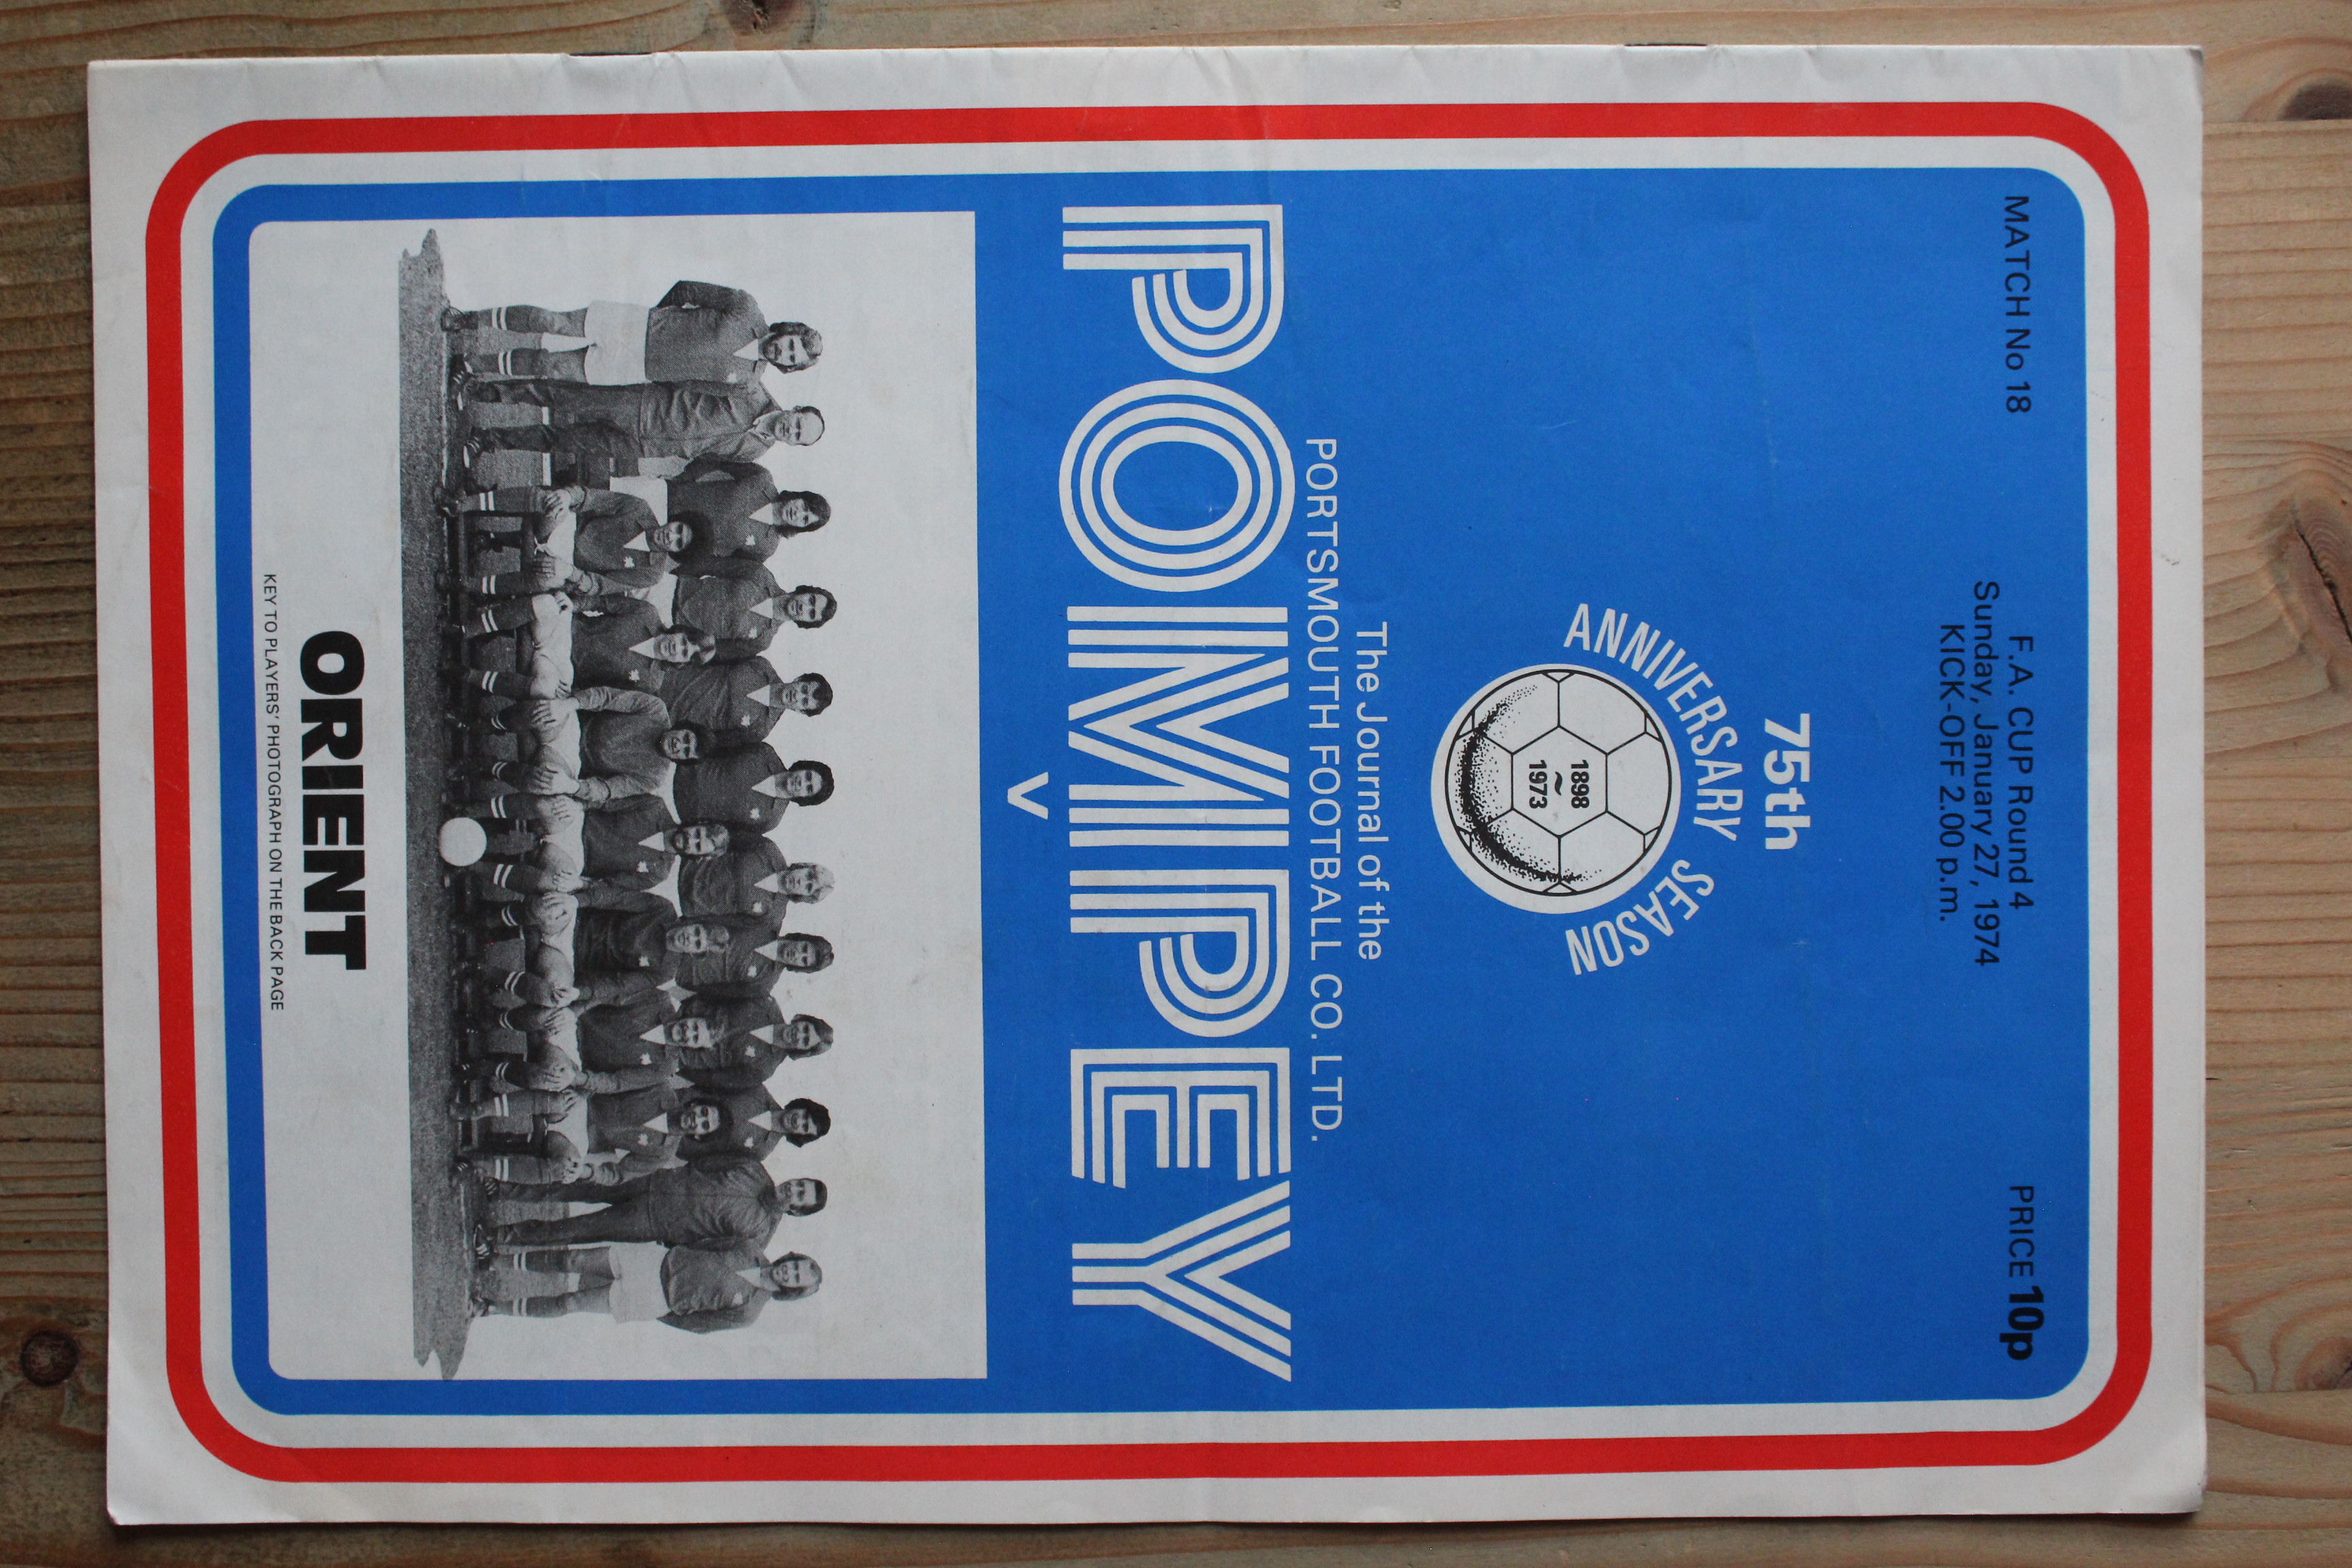 MATCH No 18
F.A. CUP Round 4
PRICE 10p
Sunday, January 27, 1974
KICK-OFF 2.00 p.m.
75th
ANNIVERSARY SEASON
1898
~
1973
The Journal of the
PORTSMOUTH FOOTBALL CO. LTD.
POMPEY
v
ORIENT
KEY TO PLAYERS' PHOTOGRAPH ON THE BACK PAGE